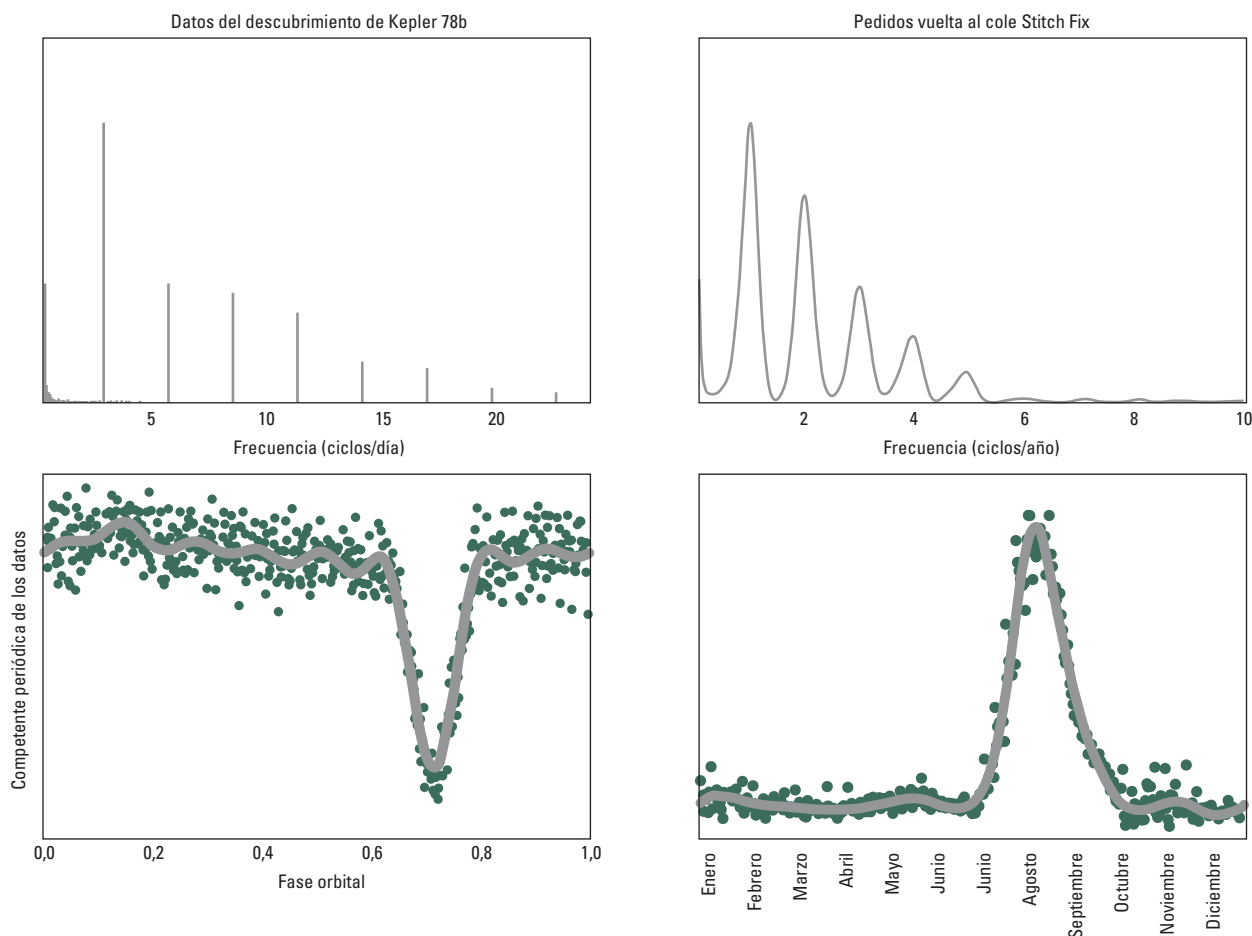 Datos del descubrimiento de Kepler 78b
5 10 15 20
Frecuencia (ciclos/día)
Pedidos vuelta al cole Stitch Fix
2 4 6 8 10
Frecuencia (ciclos/año)
Competente periódica de los datos
0,0 0,2 0,4 0,6 0,8 1,0
Fase orbital
Enero
Febrero
Marzo
Abril
Mayo
Junio
Junio
Agosto
Septiembre
Octubre
Noviembre
Diciembre